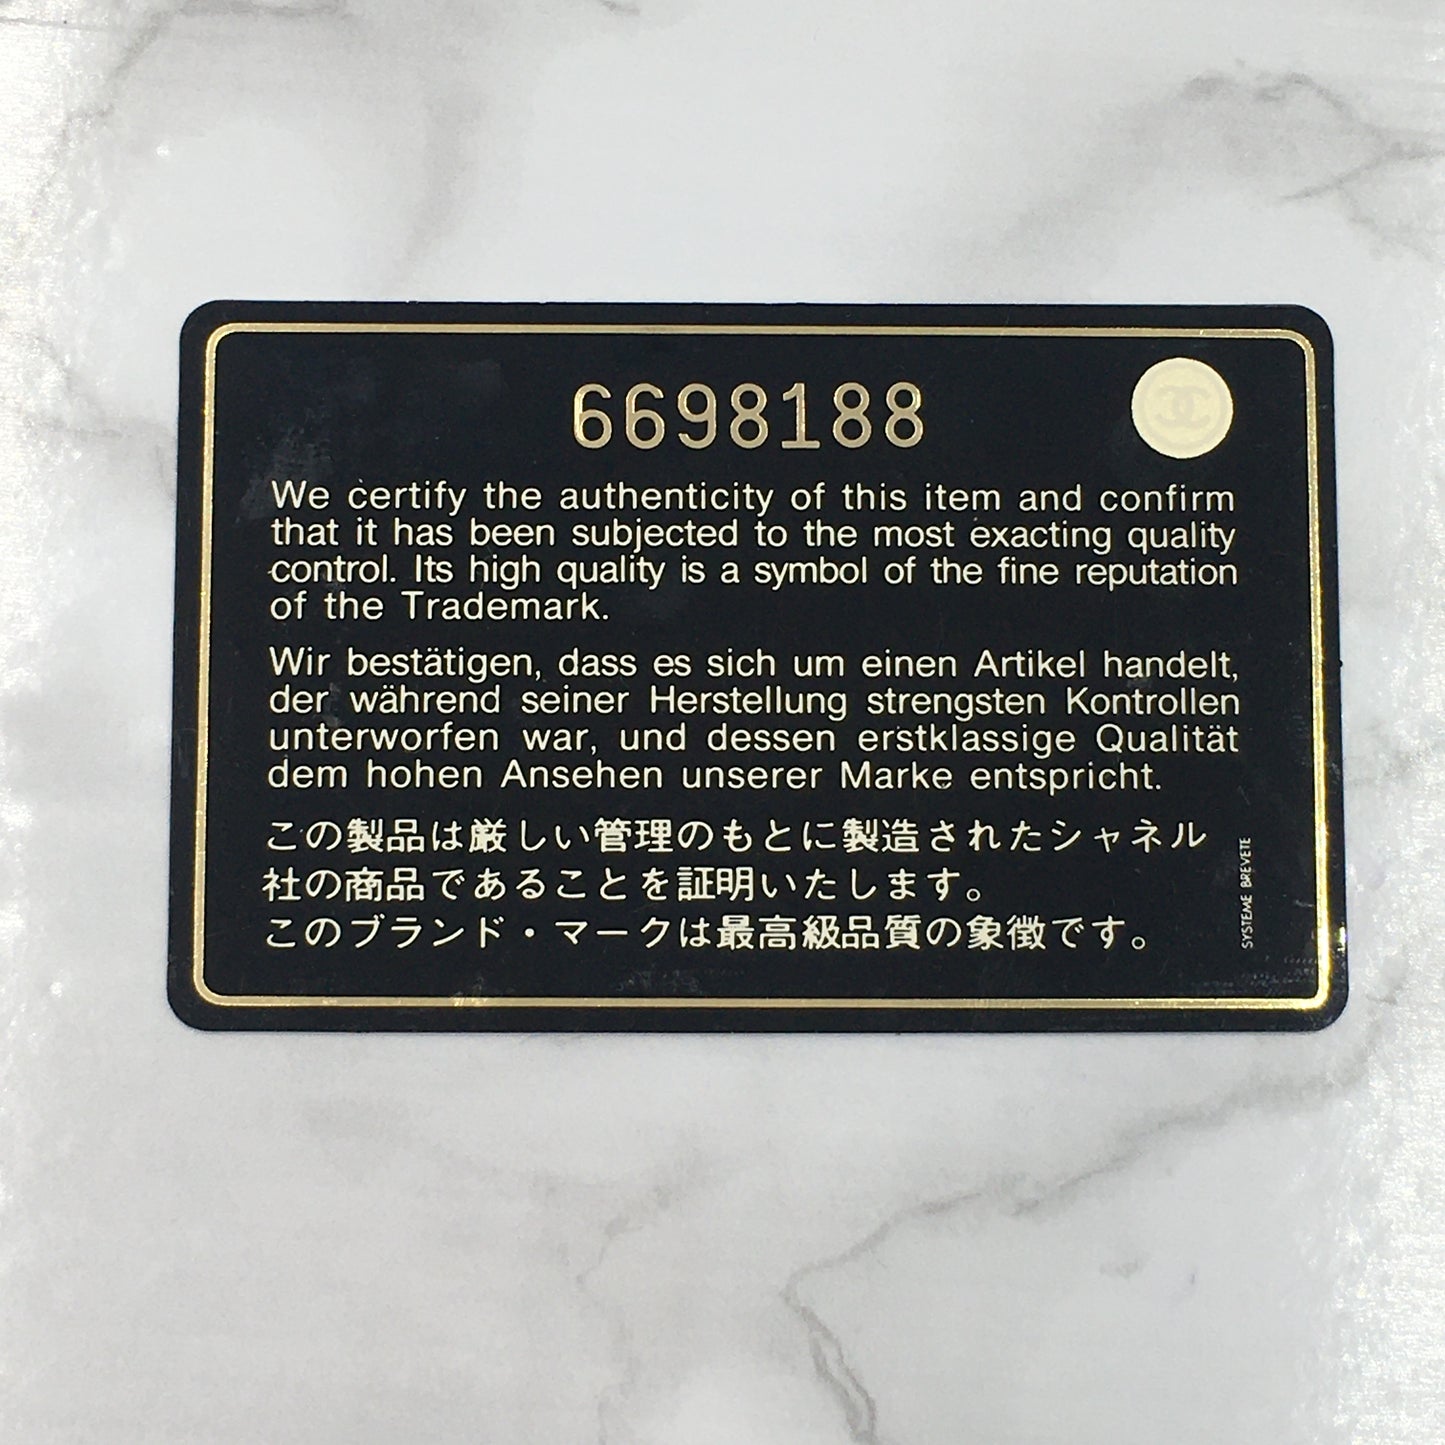 6698188
We certify the authenticity of this item and confirm
that it has been subjected to the most exacting quality
control. Its high quality is a symbol of the fine reputation
of the Trademark.
Wir bestätigen, dass es sich um einen Artikel handelt,
der während seiner Herstellung strengsten Kontrollen
unterworfen war, und dessen erstklassige Qualität
dem hohen Ansehen unserer Marke entspricht.
この製品は厳しい管理のもとに製造されたシャネル
社の商品であることを証明いたします。
このブランド・マークは最高級品質の象徴です。
SYSTEME BREVETE